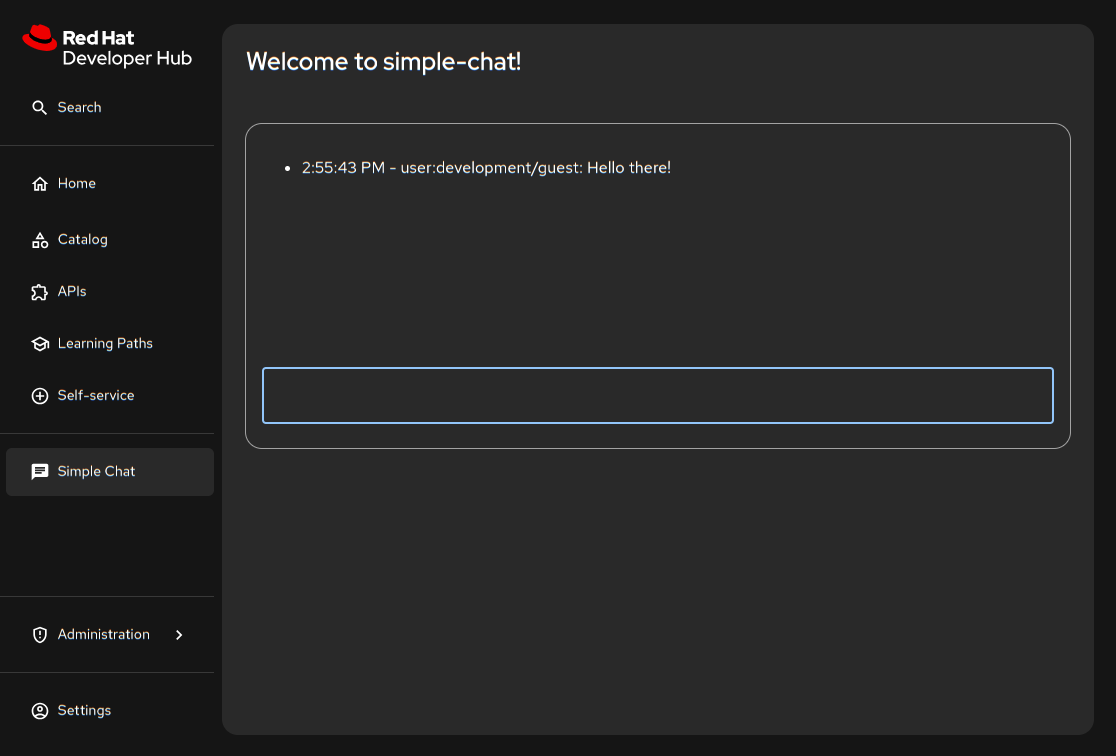 Red Hat
Developer Hub
Search
Home
Catalog
APIs
Learning Paths
Self-service
Simple Chat
Administration
Settings
Welcome to simple-chat!
• 2:55:43 PM - user:development/guest: Hello there!